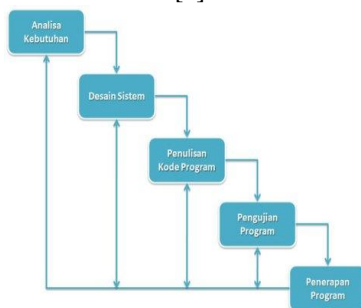 Analisa
Kebutuhan
Desain Sistem
Penulisan
Kode Program
Pengujian
Program
Penerapan
Program